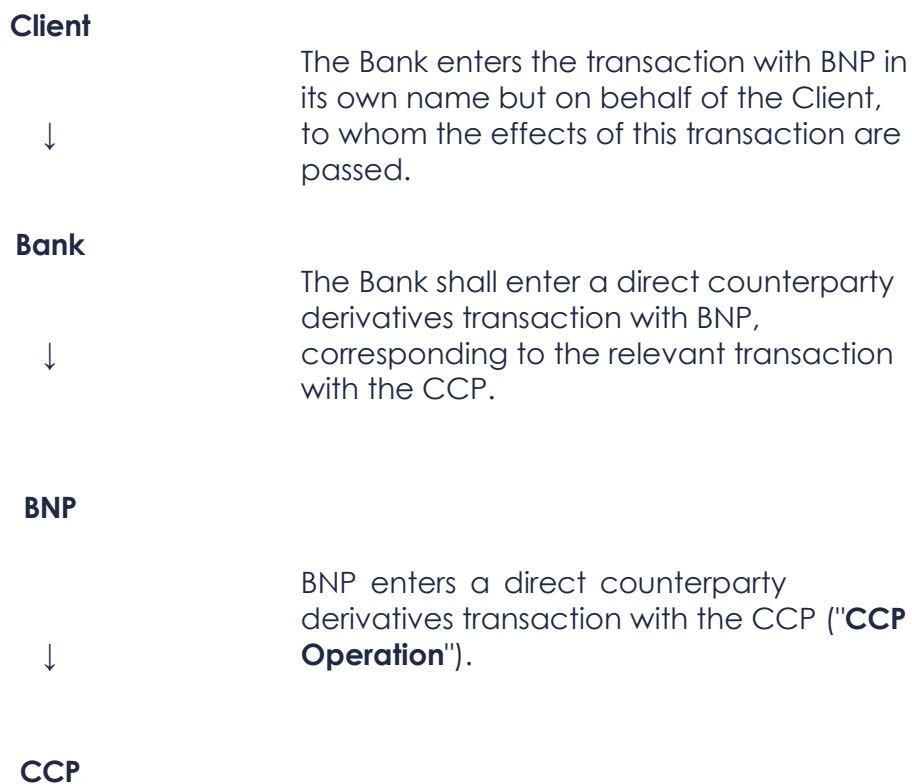 Client
The Bank enters the transaction with BNP in
its own name but on behalf of the Client,
to whom the effects of this transaction are
passed.
↓
Bank
The Bank shall enter a direct counterparty
derivatives transaction with BNP,
corresponding to the relevant transaction
with the CCP.
↓
BNP
BNP enters a direct counterparty
derivatives transaction with the CCP ("CCP
Operation").
↓
CCP